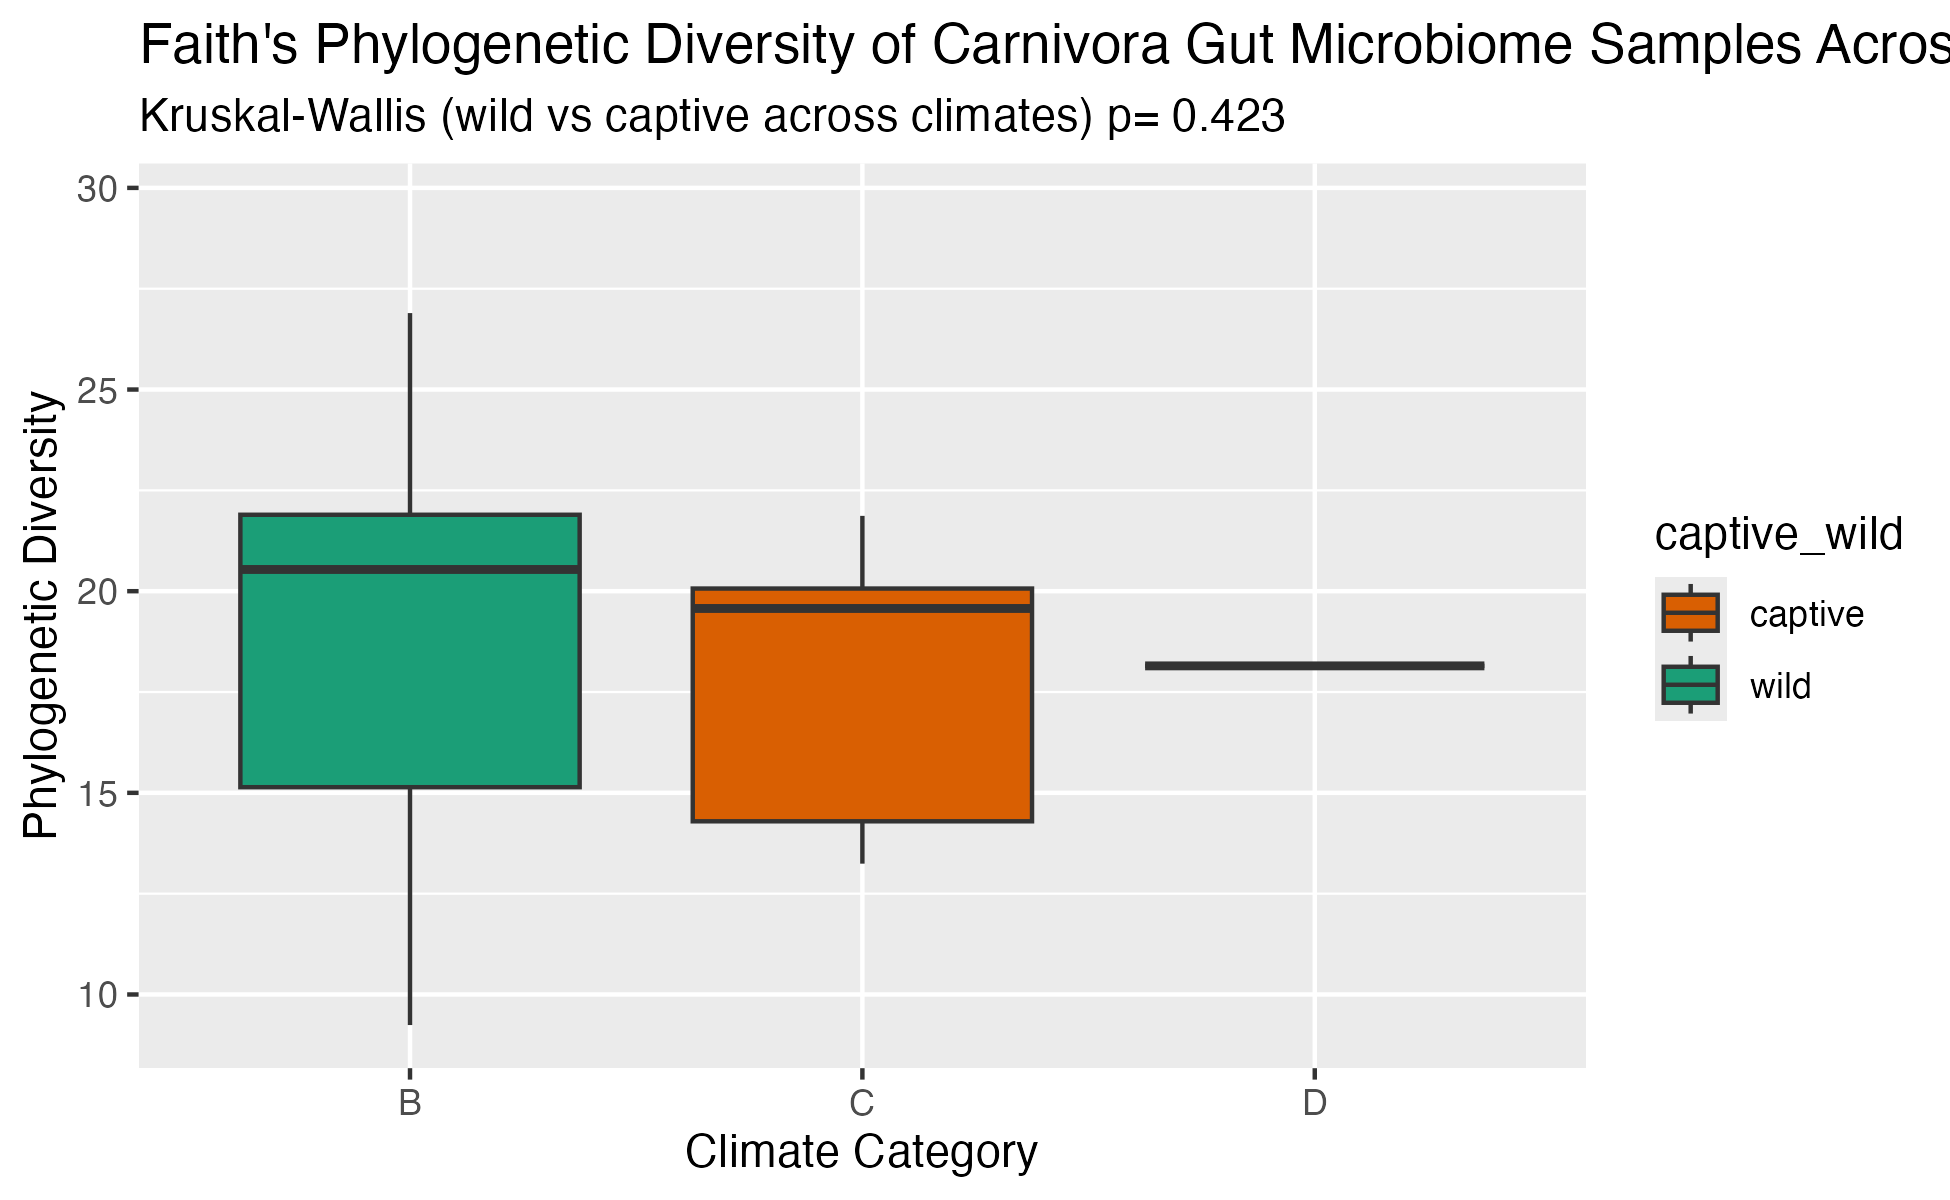 Faith's Phylogenetic Diversity of Carnivora Gut Microbiome Samples Acros
Kruskal-Wallis (wild vs captive across climates) p= 0.423
30
25
20
15
10
Phylogenetic Diversity
B
C
D
Climate Category
captive_wild
captive
wild